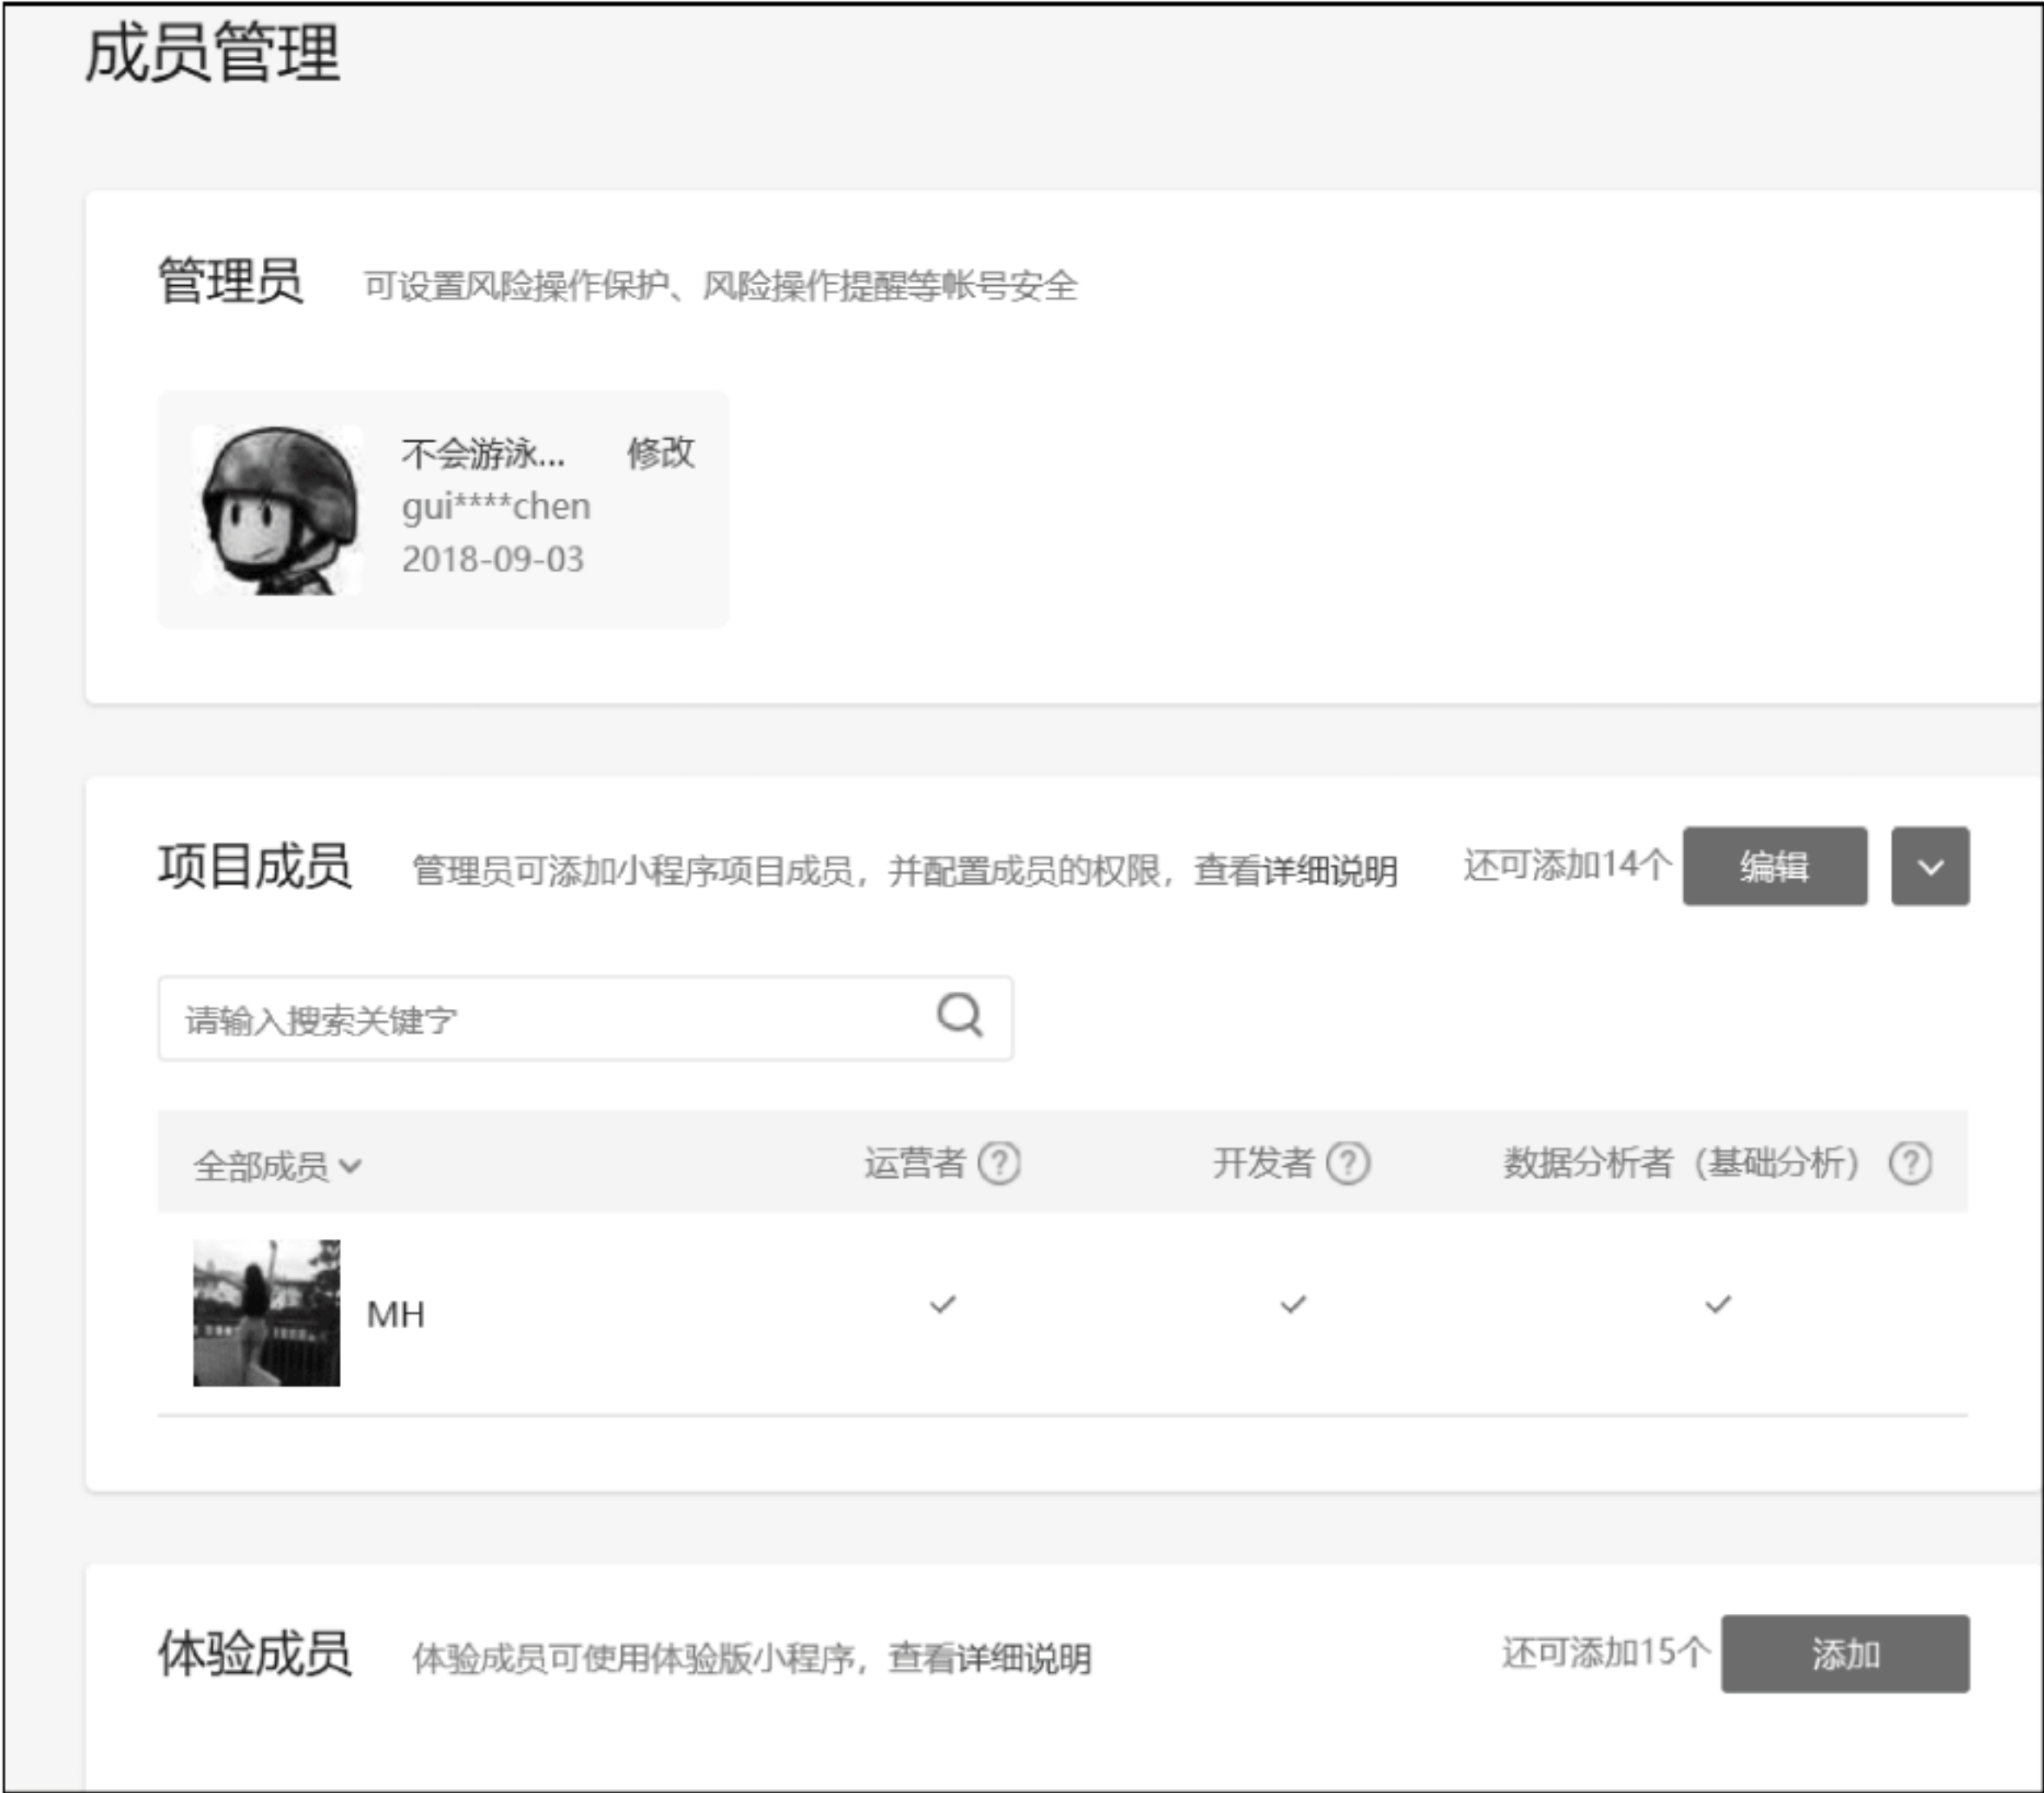 成员管理
管理员 可设置风险操作保护、风险操作提醒等帐号安全
不会游泳... 修改
gui****chen
2018-09-03
项目成员 管理员可添加小程序项目成员，并配置成员的权限，查看详细说明 还可添加14个 编辑
请输入搜索关键字
全部成员 运营者 ? 开发者 ? 数据分析者（基础分析） ?
MH
体验成员 体验成员可使用体验版小程序，查看详细说明 还可添加15个 添加